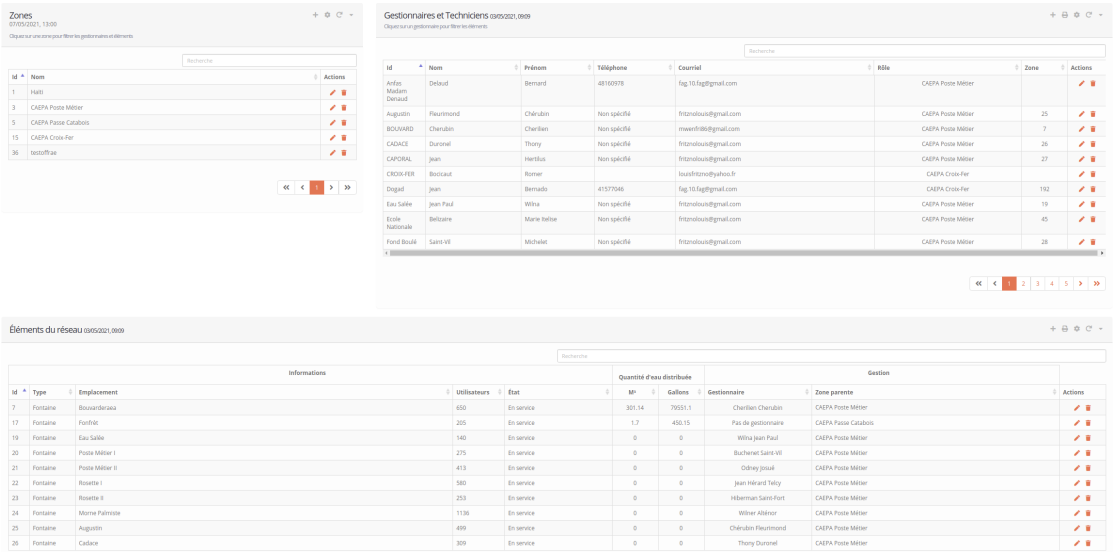 Zones
07/05/2021, 13:00
Cliquez sur une zone pour filtrer les gestionnaires et éléments
Recherche
Id Nom Actions
1 Haïti
3 CAEPA Poste Métier
5 CAEPA Passe Catabois
15 CAEPA Croix-Fer
36 testoffrae
1
Gestionnaires et Techniciens 03/05/2021, 09:09
Cliquez sur un gestionnaire pour filtrer les éléments
Recherche
Id Nom Prénom Téléphone Courriel Rôle Zone Actions
Anfas Delaud Bernard 48160978 fag.10.fag@gmail.com CAEPA Poste Métier
Madam
Denaud
Augustin Fleurimond Chérubin Non spécifié fritznolouis@gmail.com CAEPA Poste Métier 25
BOUVARD Cherubin Cherilien Non spécifié mwenfri86@gmail.com CAEPA Poste Métier 7
CADACE Duronel Thony Non spécifié fritznolouis@gmail.com CAEPA Poste Métier 26
CAPORAL Jean Hertilus Non spécifié fritznolouis@gmail.com CAEPA Poste Métier 27
CROIX-FER Bocicaut Romer louisfritzno@yahoo.fr CAEPA Croix-Fer
Dogad Jean Bernado 41577046 fag.10.fag@gmail.com CAEPA Croix-Fer 192
Eau Salée Jean Paul Wilna Non spécifié fritznolouis@gmail.com CAEPA Poste Métier 19
Ecole Belizaire Marie Itelise Non spécifié fritznolouis@gmail.com CAEPA Poste Métier 45
Nationale
Fond Boulé Saint-Vil Michelet Non spécifié fritznolouis@gmail.com CAEPA Poste Métier 28
1 2 3 4 5
Éléments du réseau 03/05/2021, 09:09
Recherche
Informations Quantité d'eau distribuée Gestion
Id Type Emplacement Utilisateurs État M³ Gallons Gestionnaire Zone parente Actions
7 Fontaine Bouvarderaea 650 En service 301.14 79551.1 Cherilien Cherubin CAEPA Poste Métier
17 Fontaine Fonfrèt 205 En service 1.7 450.15 Pas de gestionnaire CAEPA Passe Catabois
19 Fontaine Eau Salée 140 En service 0 0 Wilna Jean Paul CAEPA Poste Métier
20 Fontaine Poste Métier I 275 En service 0 0 Buchenet Saint-Vil CAEPA Poste Métier
21 Fontaine Poste Métier II 413 En service 0 0 Odney Josué CAEPA Poste Métier
22 Fontaine Rosette I 580 En service 0 0 Jean Hérard Telcy CAEPA Poste Métier
23 Fontaine Rosette II 253 En service 0 0 Hiberman Saint-Fort CAEPA Poste Métier
24 Fontaine Morne Palmiste 1136 En service 0 0 Wilner Altènor CAEPA Poste Métier
25 Fontaine Augustin 499 En service 0 0 Chérubin Fleurimond CAEPA Poste Métier
26 Fontaine Cadace 309 En service 0 0 Thony Duronel CAEPA Poste Métier